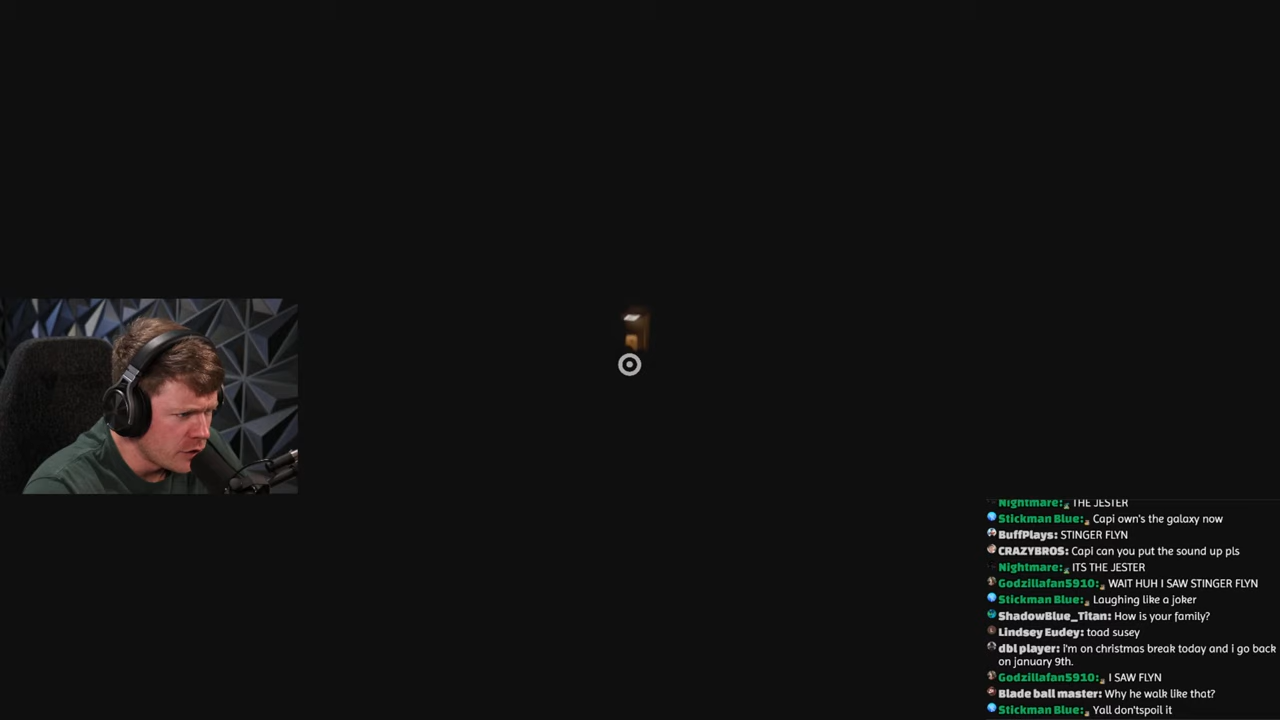 Nightmare: THE JESTER
Stickman Blue: Capi own's the galaxy now
BuffPlays: STINGER FLYN
CRAZYBROS: Capi can you put the sound up pls
Nightmare: ITS THE JESTER
Godzillafan5910: WAIT HUH I SAW STINGER FLYN
Stickman Blue: Laughing like a joker
ShadowBlue_Titan: How is your family?
Lindsey Eudey: toad susey
dbl player: i'm on christmas break today and i go back
on january 9th.
Godzillafan5910: I SAW FLYN
Blade ball master: Why he walk like that?
Stickman Blue: Yall don'tspoil it